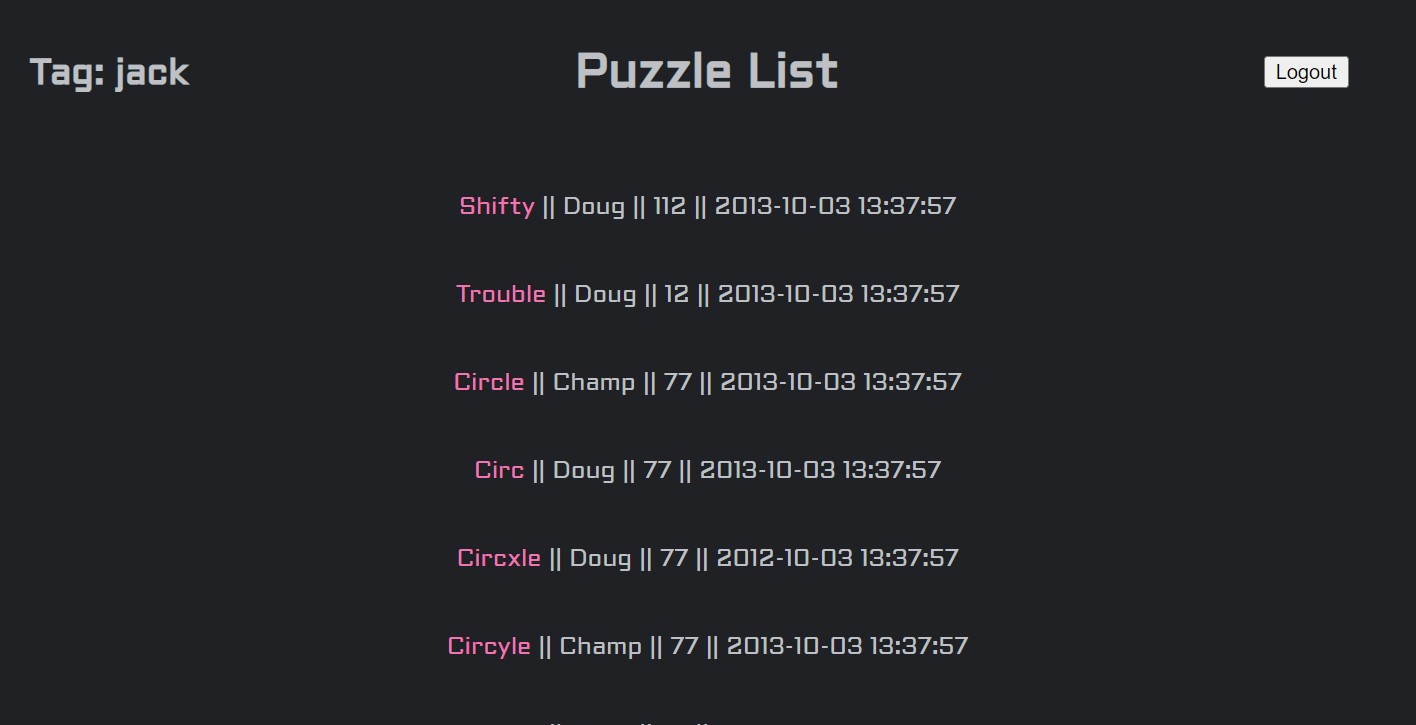 Tag: jack
Puzzle List
Logout
Shifty || Doug || 112 || 2013-10-03 13:37:57
Trouble || Doug || 12 || 2013-10-03 13:37:57
Circle || Champ || 77 || 2013-10-03 13:37:57
Circ || Doug || 77 || 2013-10-03 13:37:57
Circxle || Doug || 77 || 2012-10-03 13:37:57
Circyle || Champ || 77 || 2013-10-03 13:37:57